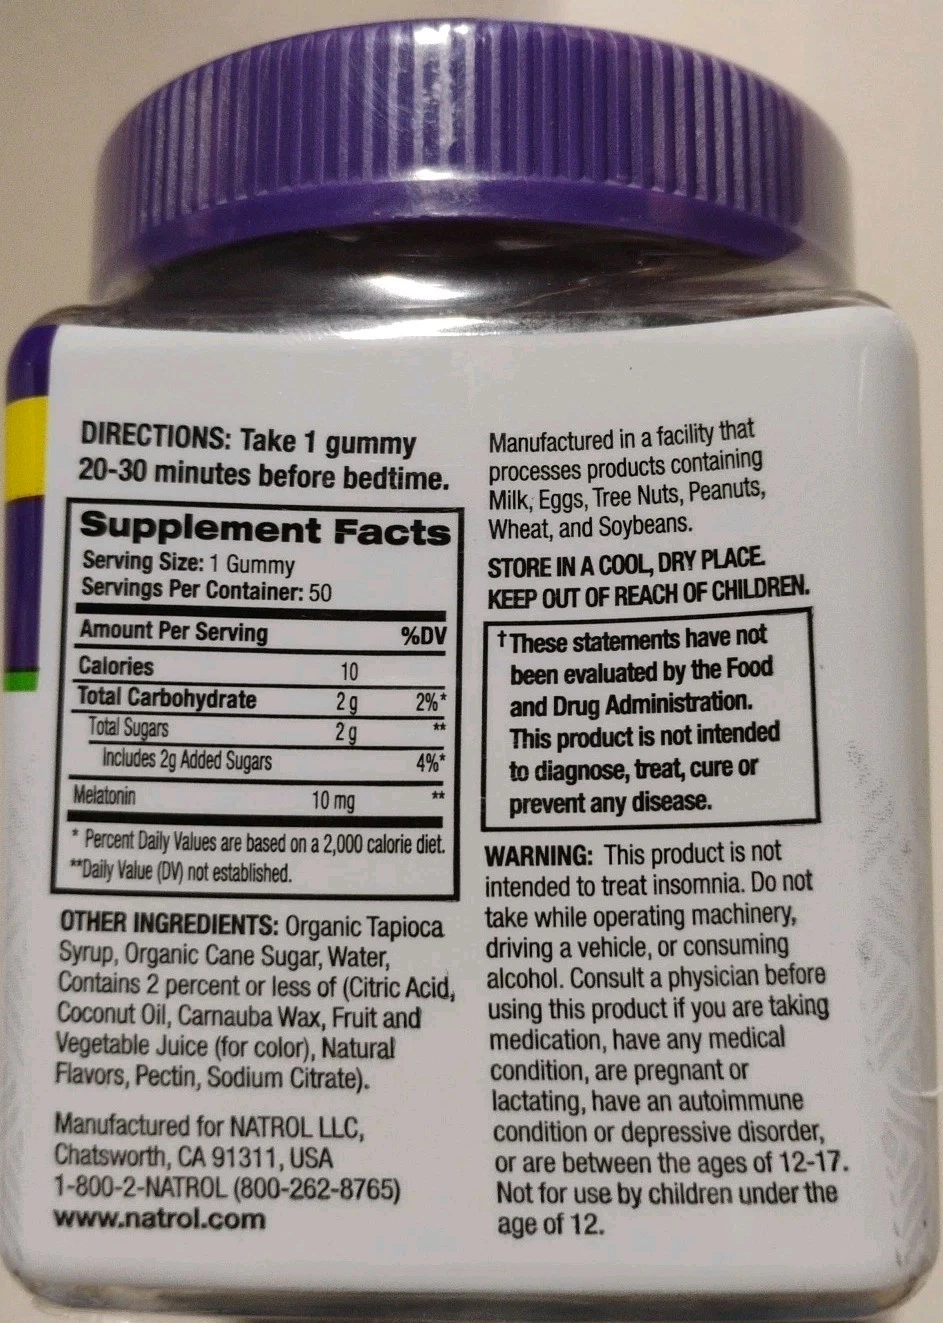 DIRECTIONS: Take 1 gummy
20-30 minutes before bedtime.
Supplement Facts
Serving Size: 1 Gummy
Servings Per Container: 50
Amount Per Serving %DV
Calories 10
Total Carbohydrate 2 g 2%*
Total Sugars 2 g **
Includes 2g Added Sugars 4%*
Melatonin 10 mg **
* Percent Daily Values are based on a 2,000 calorie diet.
**Daily Value (DV) not established.
OTHER INGREDIENTS: Organic Tapioca
Syrup, Organic Cane Sugar, Water,
Contains 2 percent or less of (Citric Acid,
Coconut Oil, Carnauba Wax, Fruit and
Vegetable Juice (for color), Natural
Flavors, Pectin, Sodium Citrate).
Manufactured for NATROL LLC,
Chatsworth, CA 91311, USA
1-800-2-NATROL (800-262-8765)
www.natrol.com
Manufactured in a facility that
processes products containing
Milk, Eggs, Tree Nuts, Peanuts,
Wheat, and Soybeans.
STORE IN A COOL, DRY PLACE.
KEEP OUT OF REACH OF CHILDREN.
† These statements have not
been evaluated by the Food
and Drug Administration.
This product is not intended
to diagnose, treat, cure or
prevent any disease.
WARNING: This product is not
intended to treat insomnia. Do not
take while operating machinery,
driving a vehicle, or consuming
alcohol. Consult a physician before
using this product if you are taking
medication, have any medical
condition, are pregnant or
lactating, have an autoimmune
condition or depressive disorder,
or are between the ages of 12-17.
Not for use by children under the
age of 12.